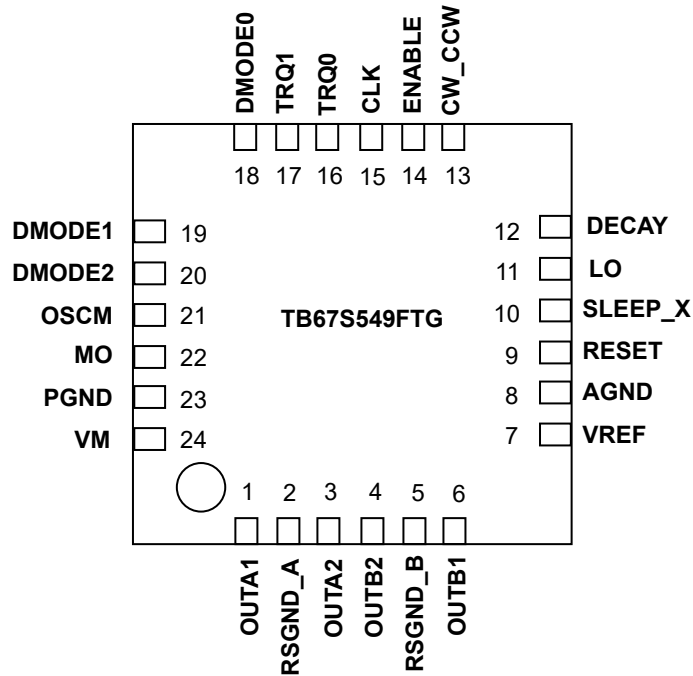 DMODE0
TRQ1
TRQ0
CLK
ENABLE
CW_CCW
18
17
16
15
14
13
DMODE1
19
DMODE2
20
OSCM
21
MO
22
PGND
23
VM
24
TB67S549FTG
12
DECAY
11
LO
10
SLEEP_X
9
RESET
8
AGND
7
VREF
1
2
3
4
5
6
OUTA1
RSGND_A
OUTA2
OUTB2
RSGND_B
OUTB1